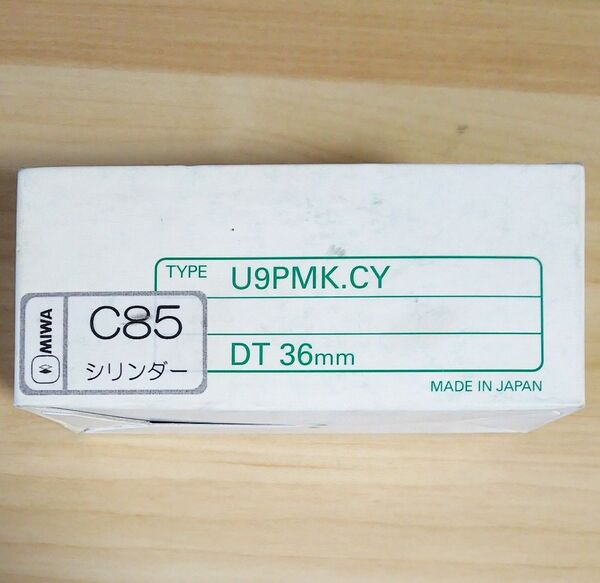 TYPE U9PMK.CY
MIWA
C85
シリンダー
DT 36mm
MADE IN JAPAN